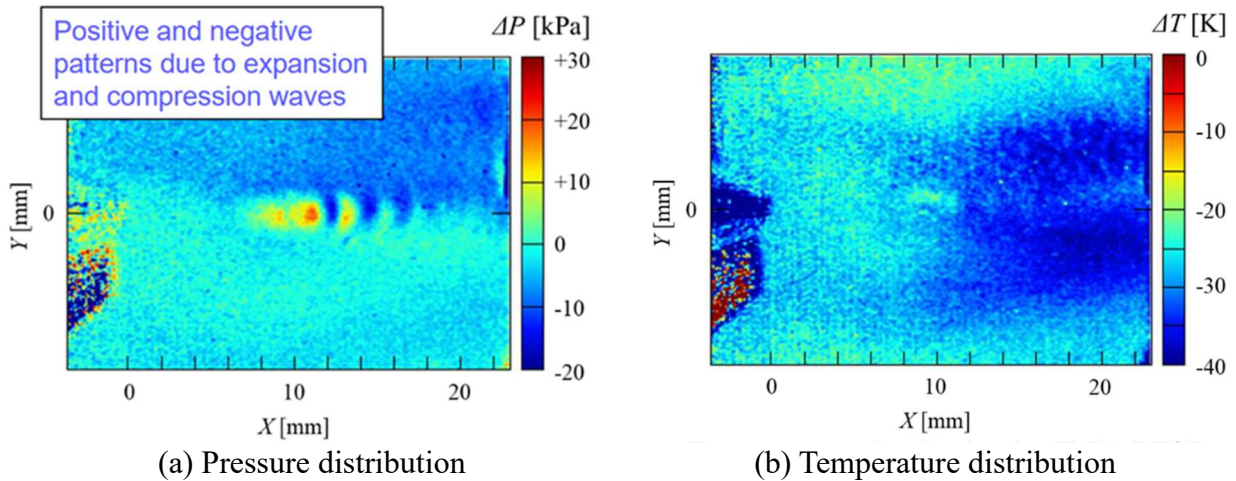 Positive and negative
patterns due to expansion
and compression waves
ΔP [kPa]
+30
+20
+10
0
-10
-20
Y [mm]
0
0
10
20
X [mm]
(a) Pressure distribution
ΔT [K]
0
-10
-20
-30
-40
Y [mm]
0
0
10
20
X [mm]
(b) Temperature distribution